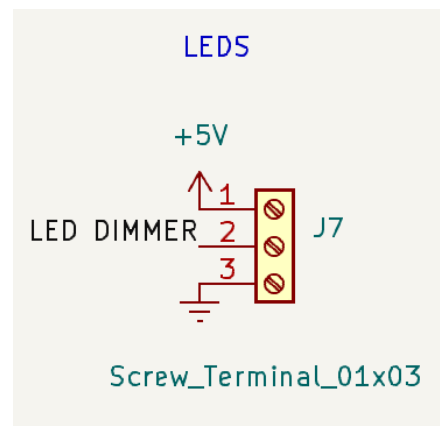 LEDS
+5V
1
LED DIMMER 2
J7
3
Screw_Terminal_01x03